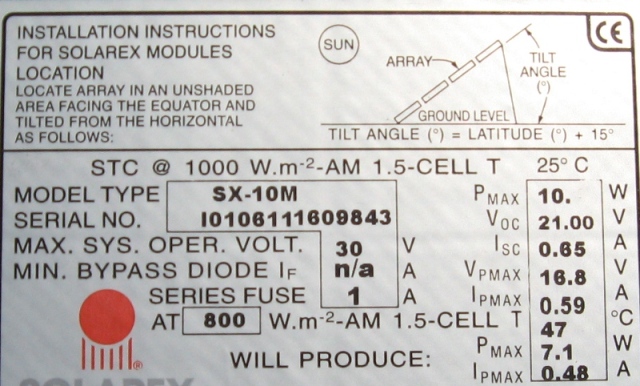 INSTALLATION INSTRUCTIONS
FOR SOLAREX MODULES
LOCATION
LOCATE ARRAY IN AN UNSHADED
AREA FACING THE EQUATOR AND
TILTED FROM THE HORIZONTAL
AS FOLLOWS:
SUN
ARRAY
TILT
ANGLE
(°)
GROUND LEVEL
TILT ANGLE (°) = LATITUDE (°) + 15°
CE
STC @ 1000 W.m-2-AM 1.5-CELL T 25° C
MODEL TYPE SX-10M
SERIAL NO. I0106111609843
MAX. SYS. OPER. VOLT. 30 V
MIN. BYPASS DIODE IF n/a A
SERIES FUSE 1 A
PMAX 10. W
VOC 21.00 V
ISC 0.65 A
VPMAX 16.8 V
IPMAX 0.59 A
AT 800 W.m-2-AM 1.5-CELL T 47 °C
WILL PRODUCE: PMAX 7.1 W
IPMAX 0.48 A
®
SOLAREX